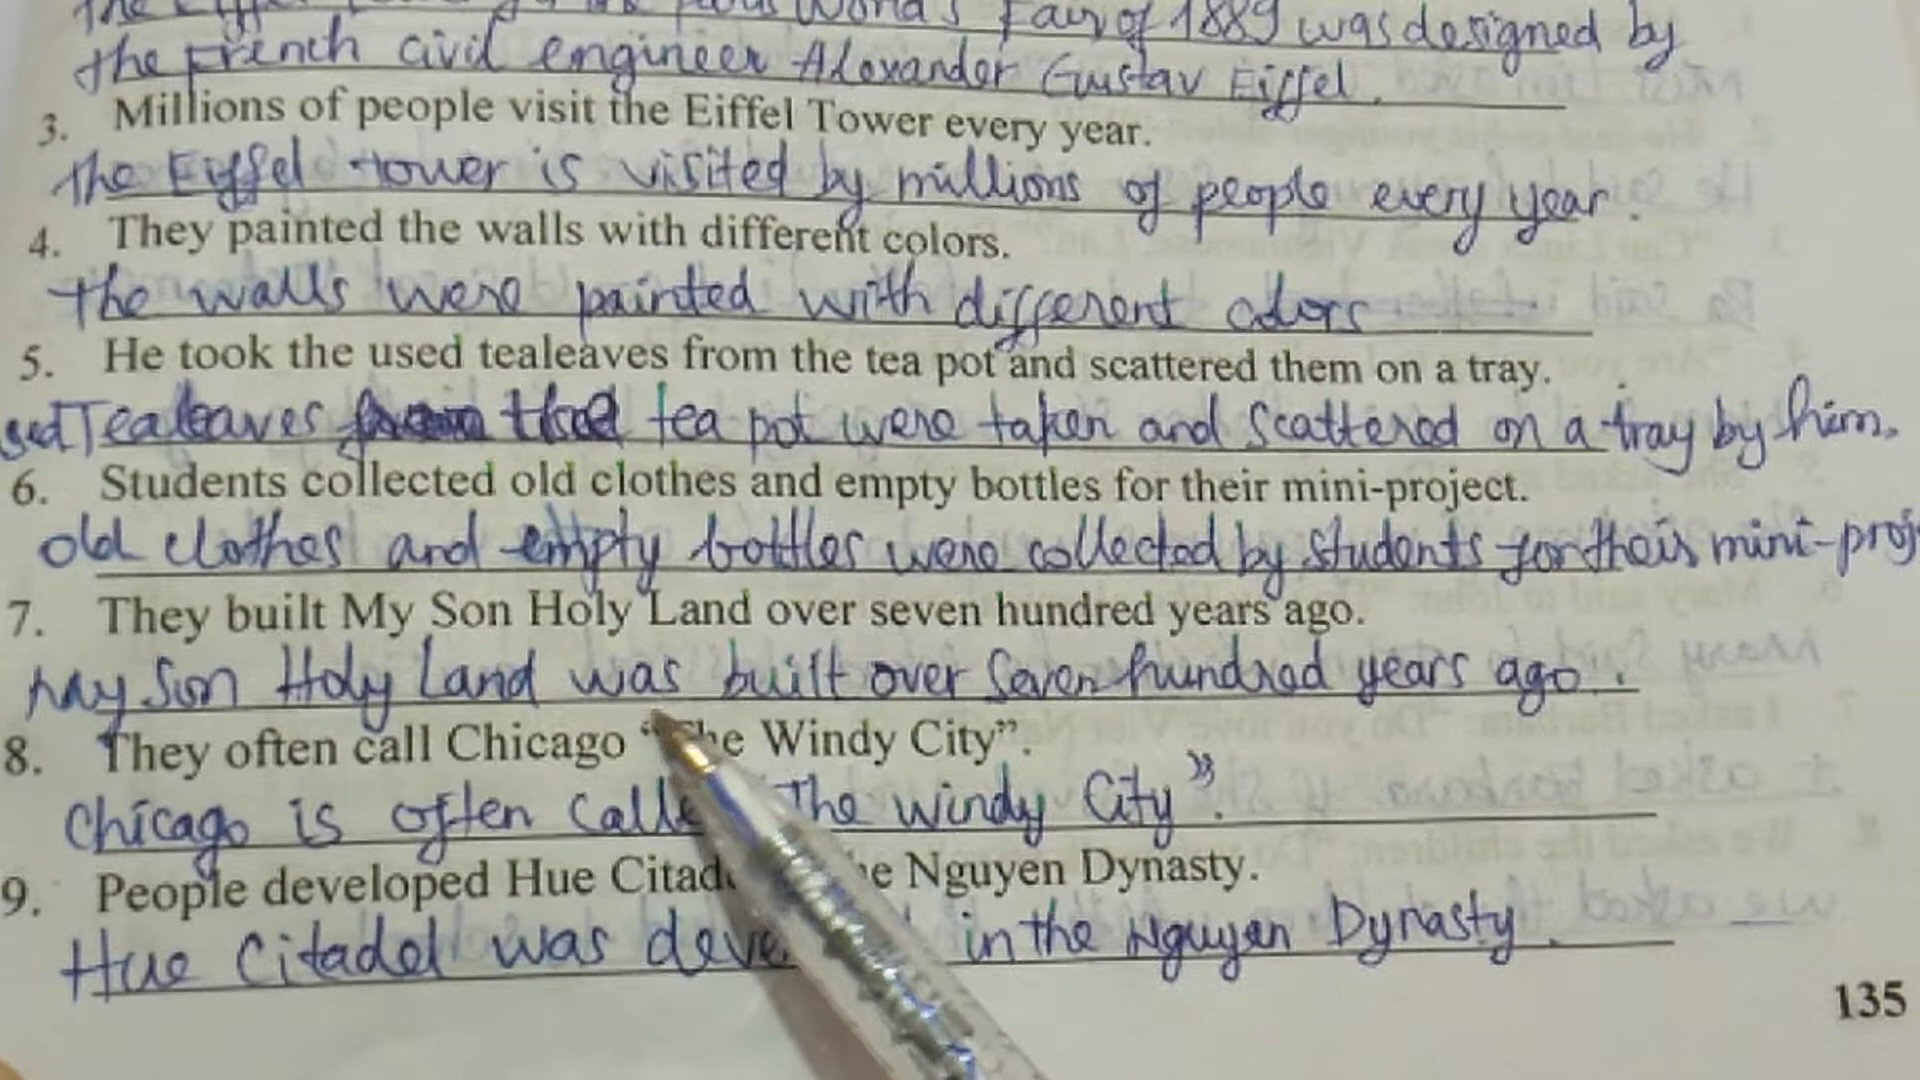 Fair of 1889 was designed by
the French civil engineer Alexander Gustav Eiffel.
3. Millions of people visit the Eiffel Tower every year.
The Eiffel tower is visited by millions of people every year.
4. They painted the walls with different colors.
the walls were painted with different colors
5. He took the used tealeaves from the tea pot and scattered them on a tray.
Tealeaves tea pot were taken and scattered on a tray by him.
6. Students collected old clothes and empty bottles for their mini-project.
old clothes and empty bottles were collected by students for their mini-proj
7. They built My Son Holy Land over seven hundred years ago.
My Son Holy Land was built over seven hundred years ago.
8. They often call Chicago "The Windy City".
Chicago is often calle The windy City".
9. People developed Hue Citad Nguyen Dynasty.
Hue Citadel was deve in the Nguyen Dynasty.
135